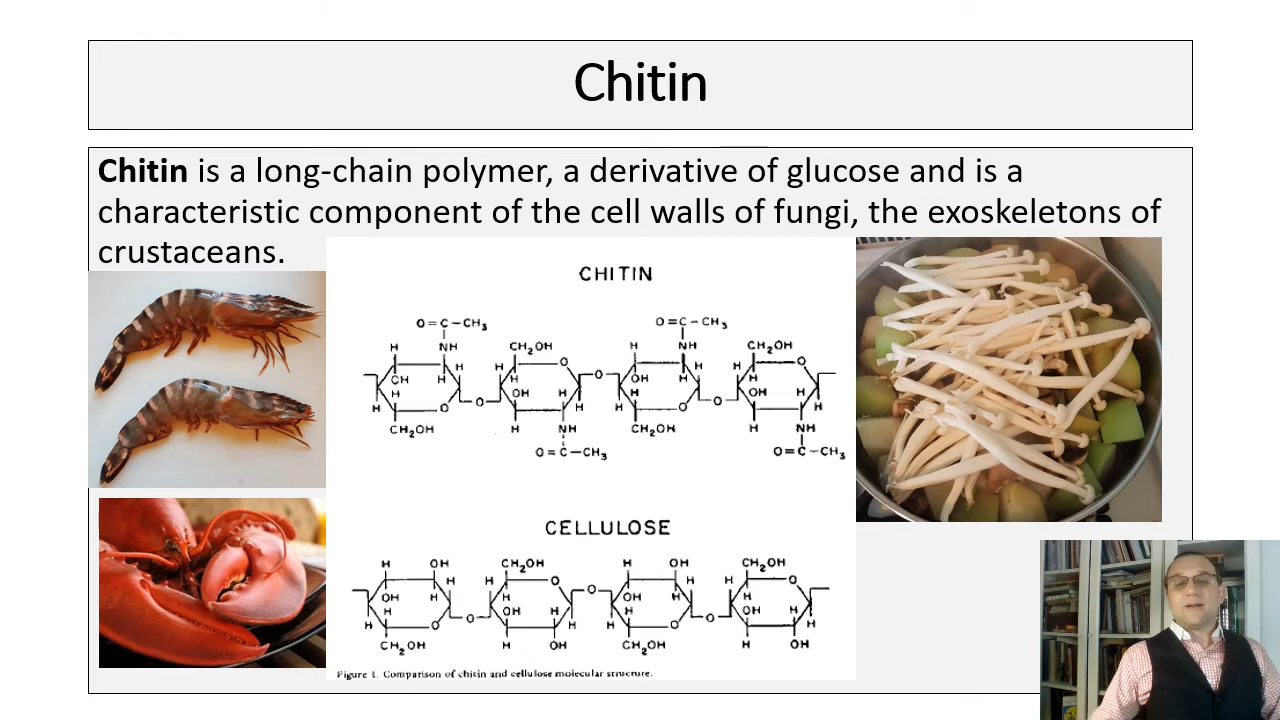 Chitin
Chitin is a long-chain polymer, a derivative of glucose and is a
characteristic component of the cell walls of fungi, the exoskeletons of
crustaceans.
CHITIN
O=C-CH3 O=C-CH3
H NH CH2OH H NH CH2OH
H H O H H O
CH H H OH H H
H OH H O H OH H
H O O H H O O H
CH2OH H NH CH2OH H NH
O=C-CH3 O=C-CH3
CELLULOSE
H OH CH2OH H OH CH2OH
H H O H H O
OH H H O OH H H
H OH H H OH H
H O O H H O O H
CH2OH H OH CH2OH H OH
Figure 1. Comparison of chitin and cellulose molecular structure.